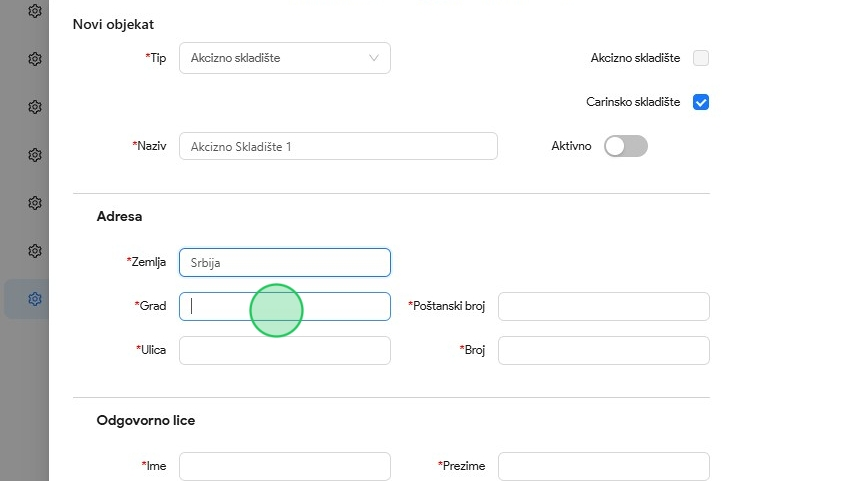 Novi objekat
*Tip Akcizno skladište Akcizno skladište
Carinsko skladište
*Naziv Akcizno Skladište 1 Aktivno
Adresa
*Zemlja Srbija
*Grad *Poštanski broj
*Ulica *Broj
Odgovorno lice
*Ime *Prezime